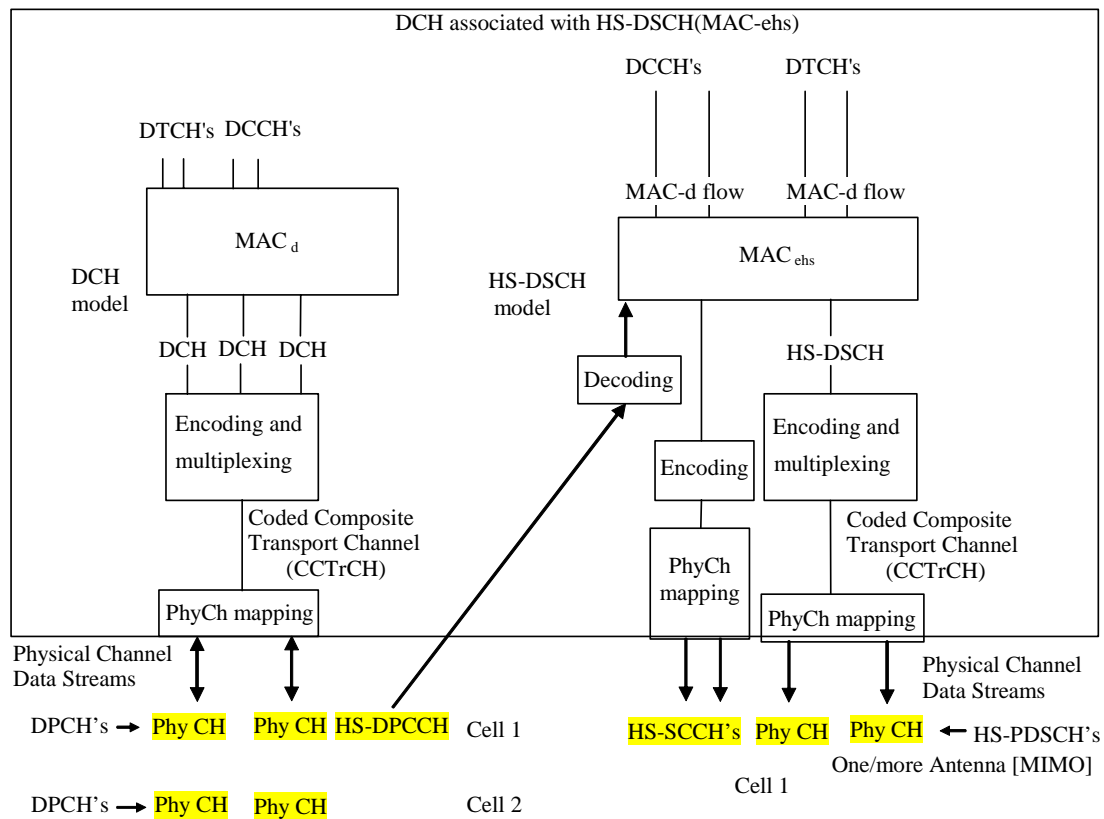 DCH associated with HS-DSCH(MAC-ehs)
DCCH's DTCH's
DTCH's DCCH's
MAC-d flow MAC-d flow
MAC d
MAC ehs
DCH
model
HS-DSCH
model
DCH DCH DCH
HS-DSCH
Decoding
Encoding and
multiplexing
Encoding
Encoding and
multiplexing
Coded Composite
Transport Channel
(CCTrCH)
Coded Composite
Transport Channel
(CCTrCH)
PhyCh
mapping
PhyCh mapping
PhyCh mapping
Physical Channel
Data Streams
Physical Channel
Data Streams
DPCH’s Phy CH Phy CH HS-DPCCH Cell 1
HS-SCCH’s Phy CH Phy CH HS-PDSCH’s
One/more Antenna [MIMO]
Cell 1
DPCH’s Phy CH Phy CH Cell 2